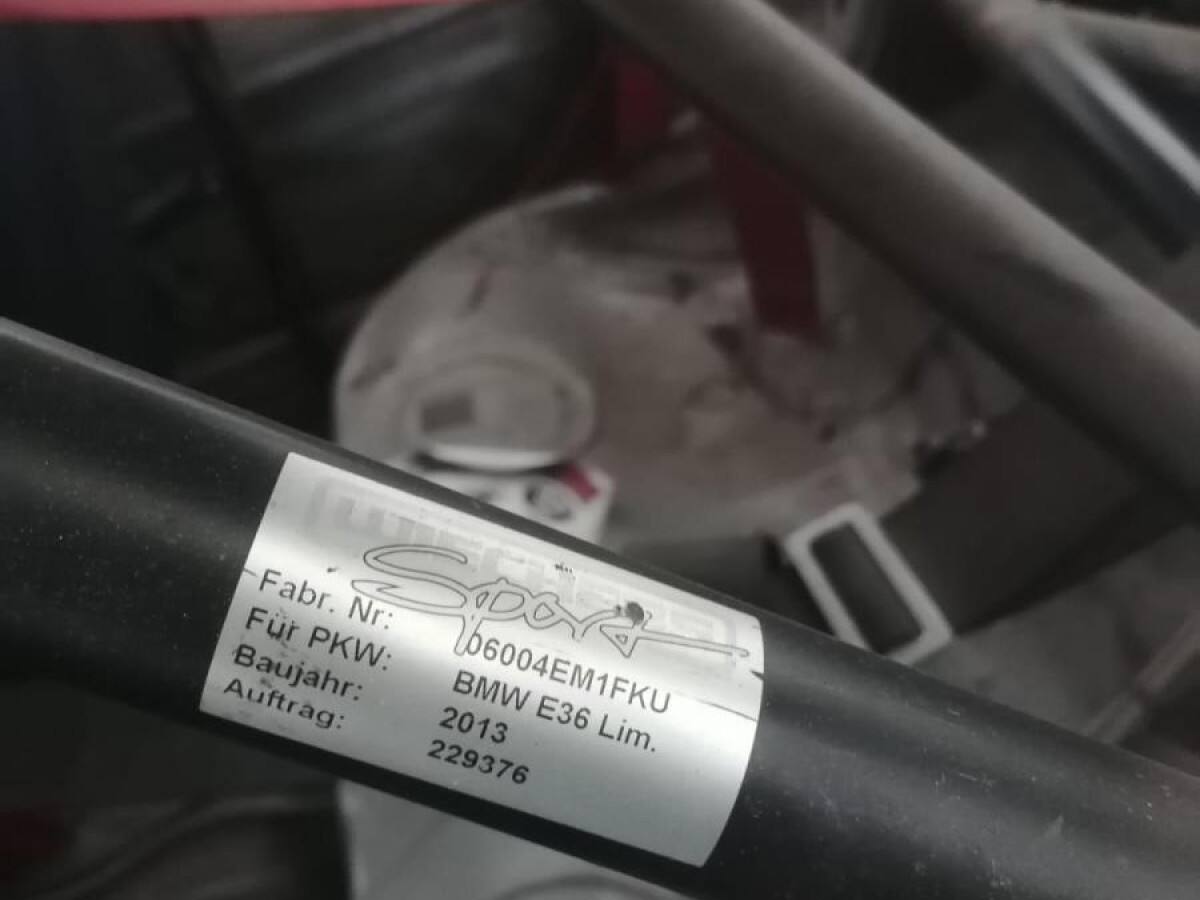 Sport
Fabr. Nr: 06004EM1FKU
Für PKW: BMW E36 Lim.
Baujahr: 2013
Auftrag: 229376